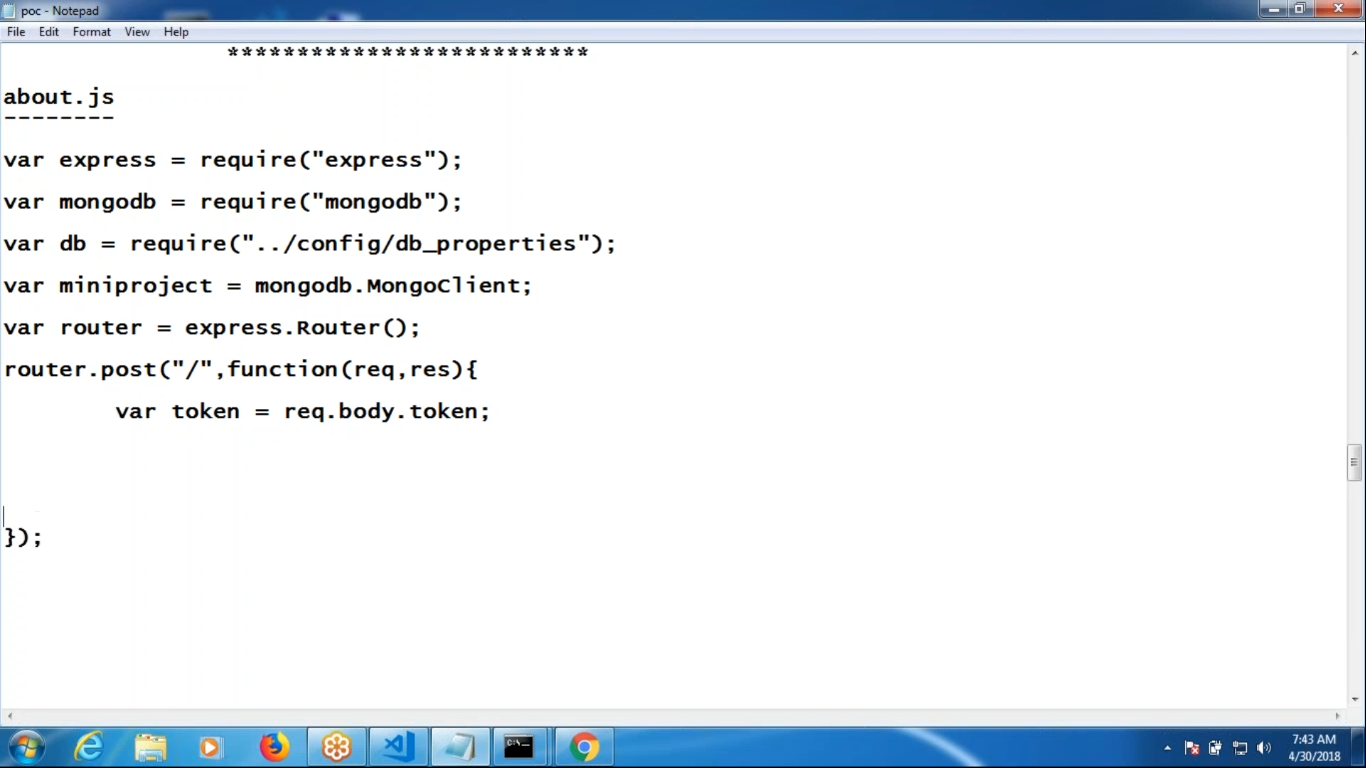 poc - Notepad
File Edit Format View Help
**************************
about.js
--------
var express = require("express");
var mongodb = require("mongodb");
var db = require("../config/db_properties");
var miniproject = mongodb.MongoClient;
var router = express.Router();
router.post("/",function(req,res){
var token = req.body.token;
});
7:43 AM
4/30/2018